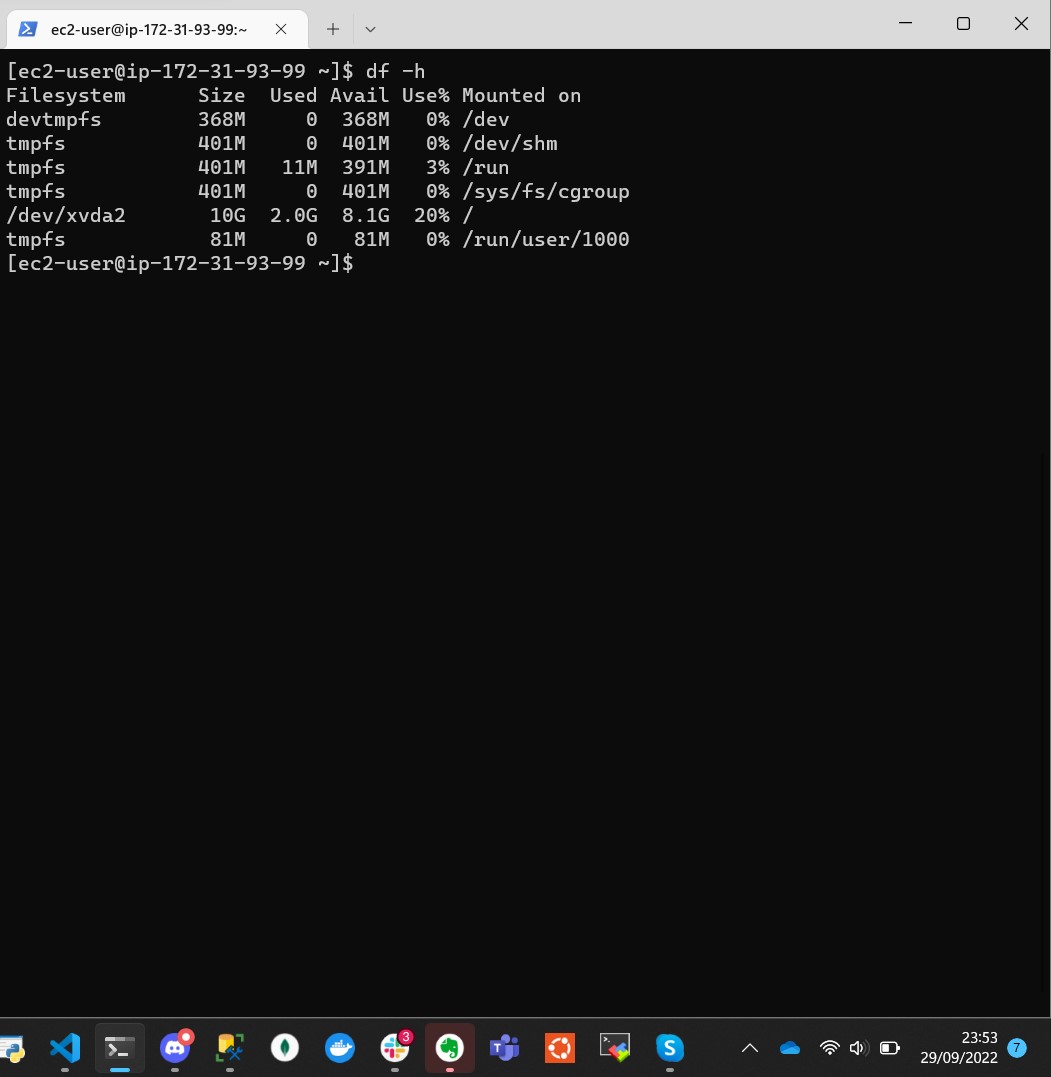 ec2-user@ip-172-31-93-99:~
[ec2-user@ip-172-31-93-99 ~]$ df -h
Filesystem      Size  Used Avail Use% Mounted on
devtmpfs        368M     0  368M   0% /dev
tmpfs           401M     0  401M   0% /dev/shm
tmpfs           401M   11M  391M   3% /run
tmpfs           401M     0  401M   0% /sys/fs/cgroup
/dev/xvda2       10G  2.0G  8.1G  20% /
tmpfs            81M     0   81M   0% /run/user/1000
[ec2-user@ip-172-31-93-99 ~]$
3
T
S
23:53
29/09/2022
7